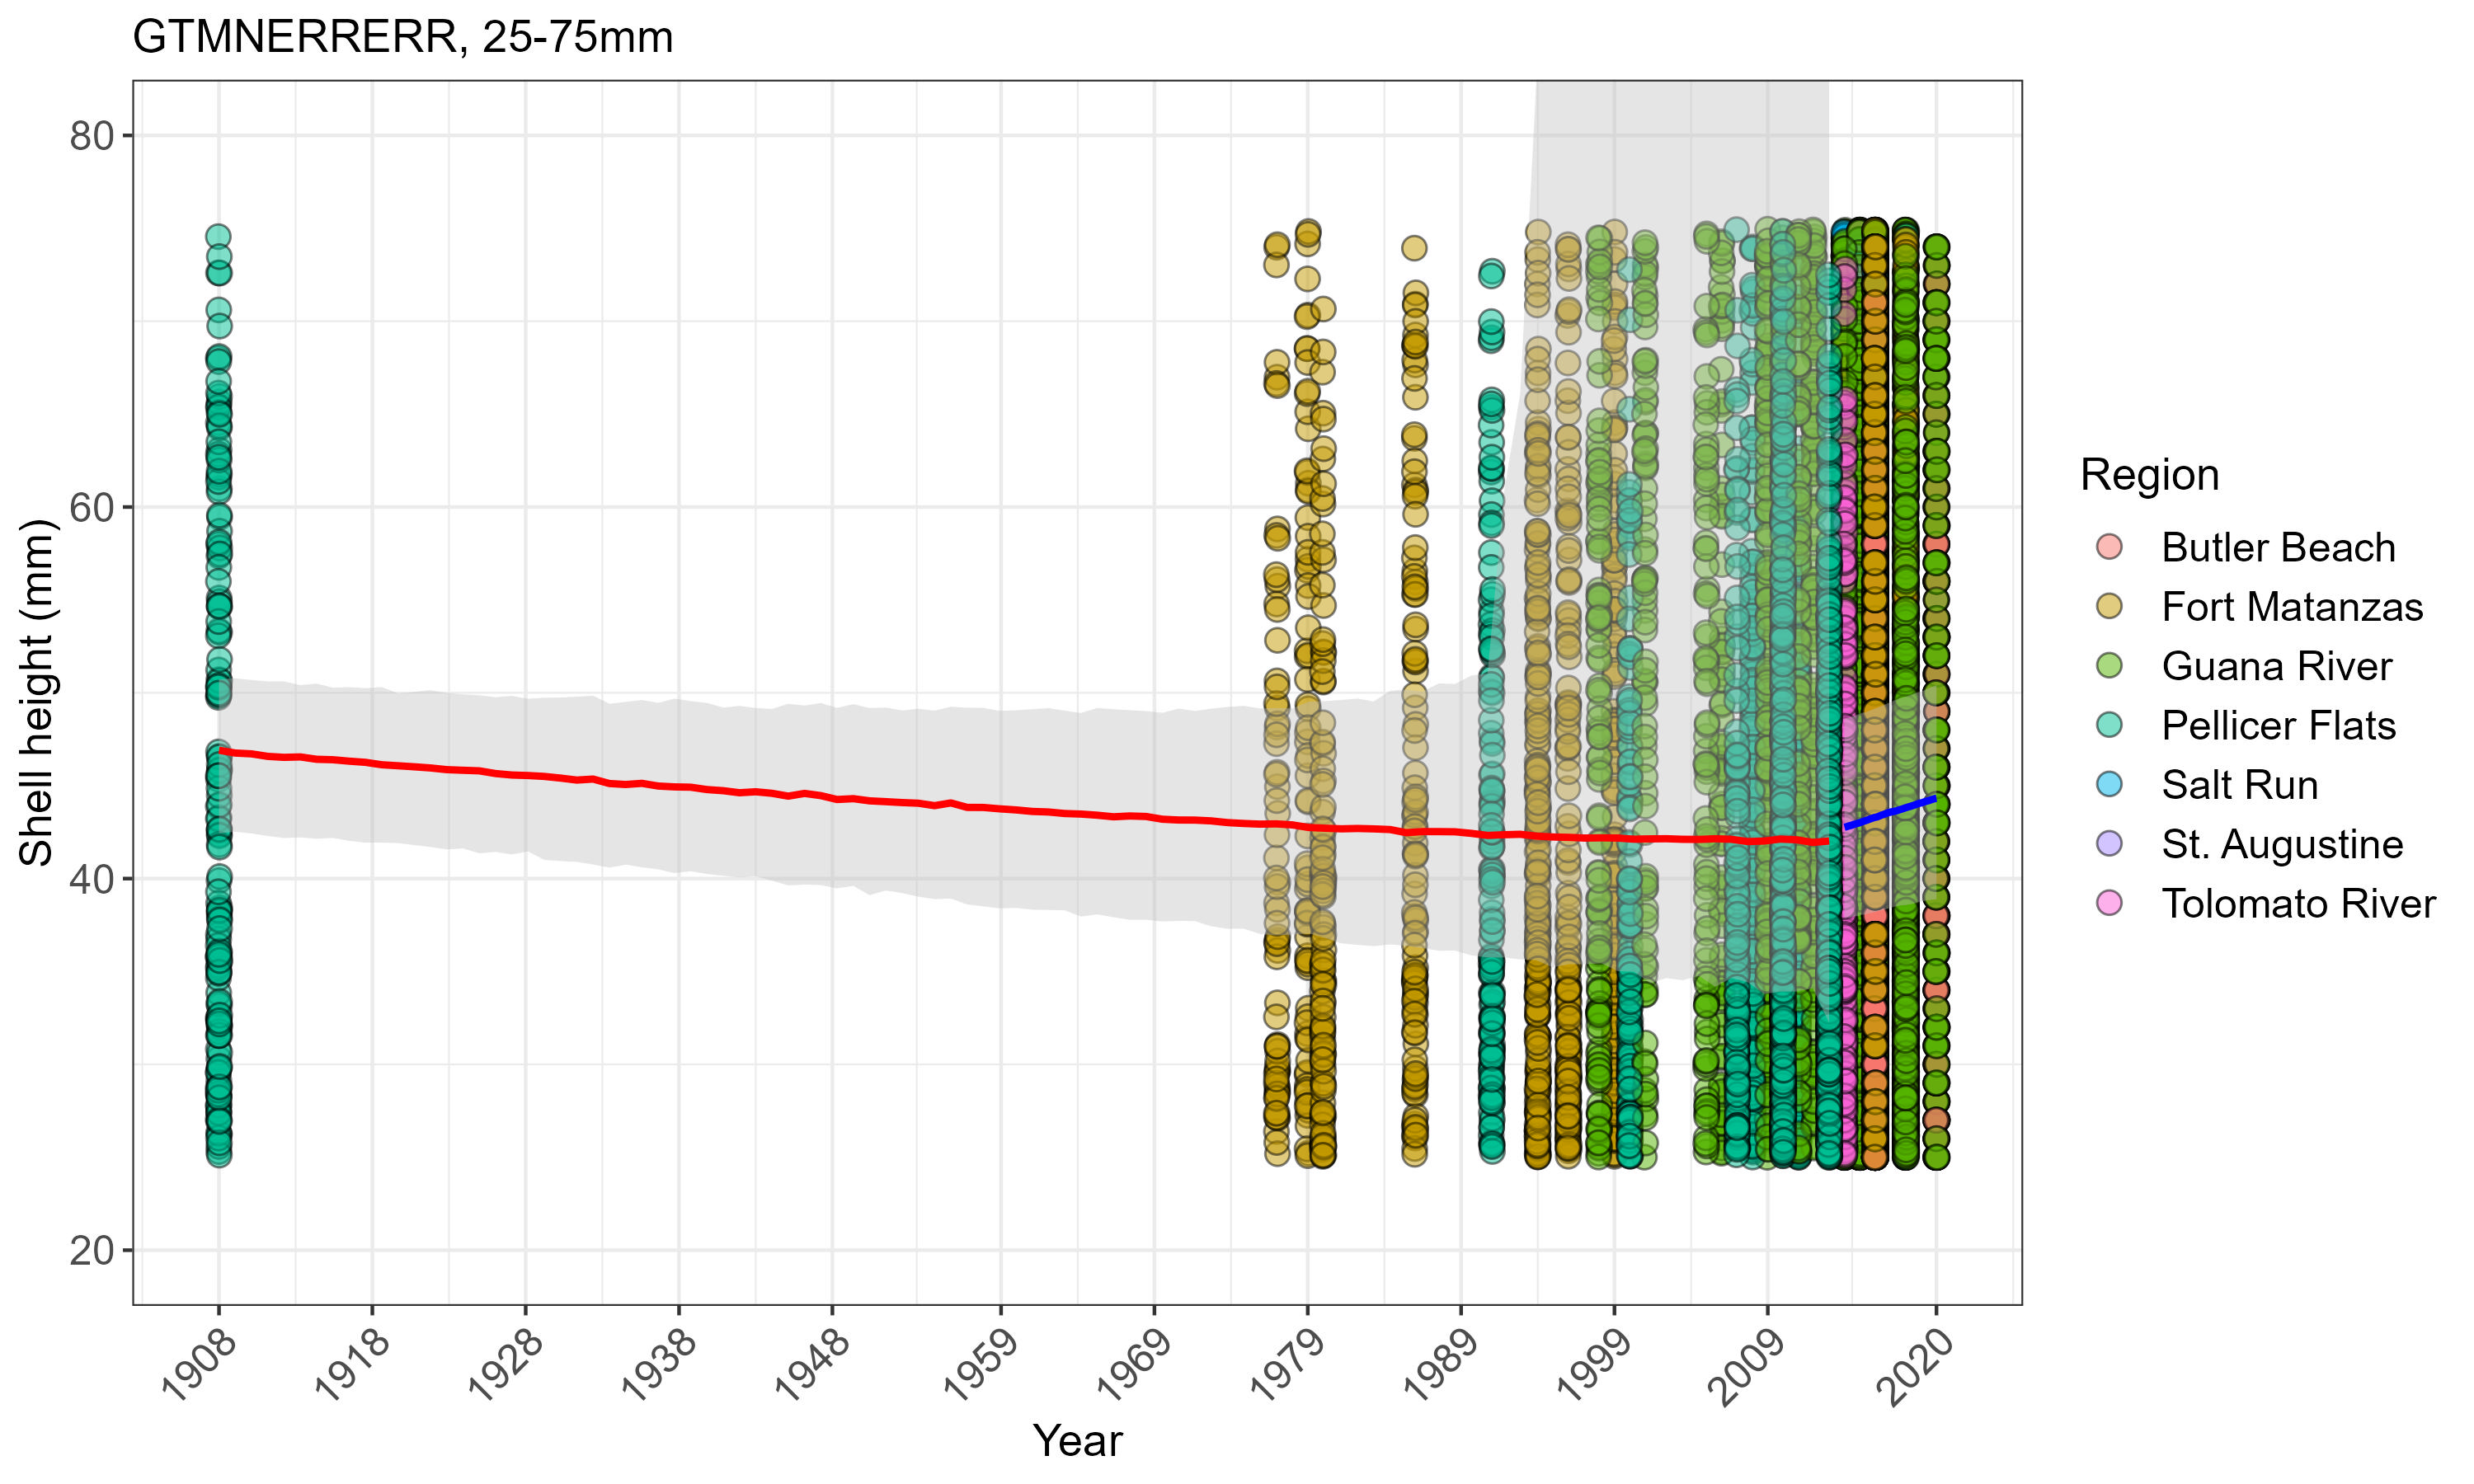 GTMNERRERR, 25-75mm
80
60
40
20
Shell height (mm)
1908
1918
1928
1938
1948
1959
1969
1979
1989
1999
2009
2020
Year
Region
Butler Beach
Fort Matanzas
Guana River
Pellicer Flats
Salt Run
St. Augustine
Tolomato River